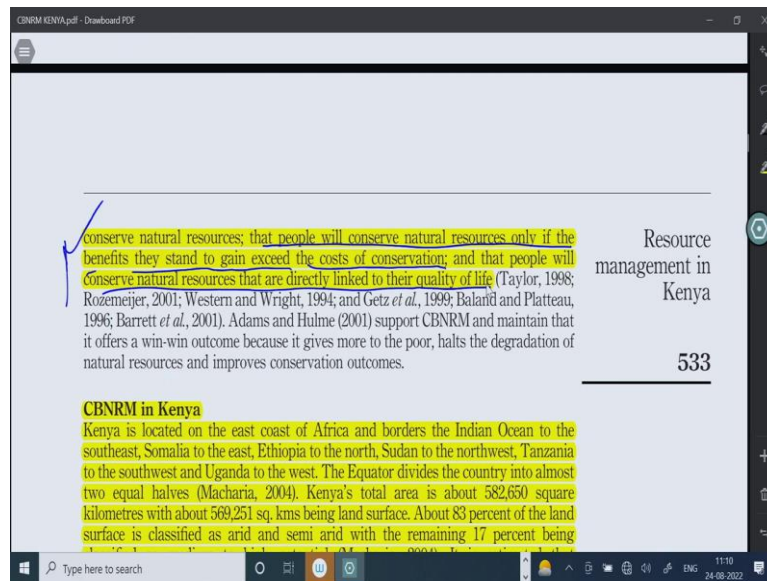 CBNRM KENYA.pdf - Drawboard PDF
conserve natural resources; that people will conserve natural resources only if the
benefits they stand to gain exceed the costs of conservation; and that people will
conserve natural resources that are directly linked to their quality of life (Taylor, 1998;
Rozemeijer, 2001; Western and Wright, 1994; and Getz et al., 1999; Baland and Platteau,
1996; Barrett et al., 2001). Adams and Hulme (2001) support CBNRM and maintain that
it offers a win-win outcome because it gives more to the poor, halts the degradation of
natural resources and improves conservation outcomes.
Resource
management in
Kenya
533
CBNRM in Kenya
Kenya is located on the east coast of Africa and borders the Indian Ocean to the
southeast, Somalia to the east, Ethiopia to the north, Sudan to the northwest, Tanzania
to the southwest and Uganda to the west. The Equator divides the country into almost
two equal halves (Macharia, 2004). Kenya's total area is about 582,650 square
kilometres with about 569,251 sq. kms being land surface. About 83 percent of the land
surface is classified as arid and semi arid with the remaining 17 percent being
Type here to search
ENG
11:10
24-08-2022